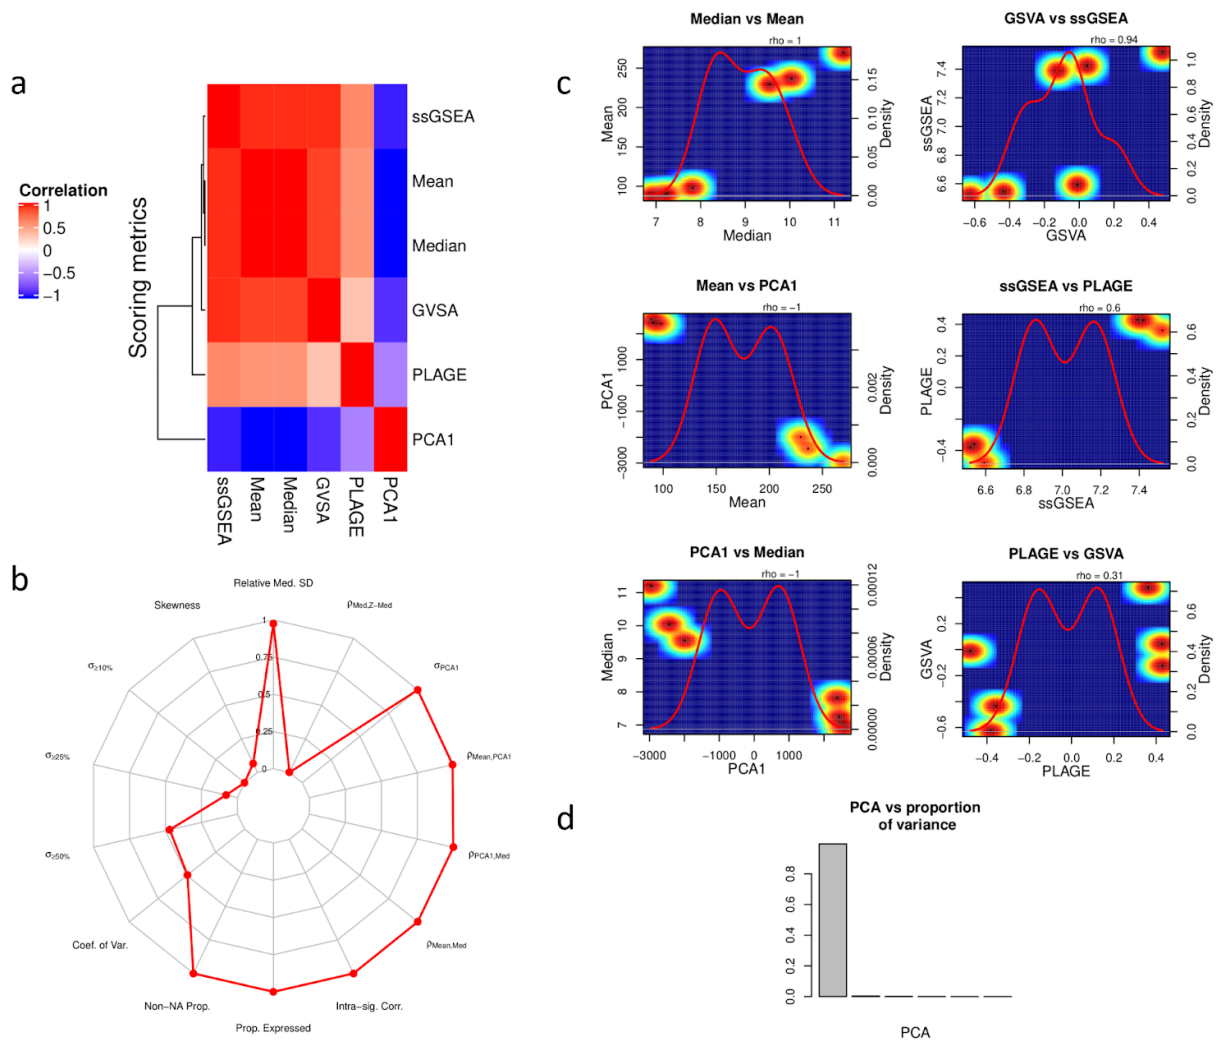 a
Correlation
1
0.5
0
−0.5
−1
Scoring metrics
ssGSEA
Mean
Median
GVSA
PLAGE
PCA1
ssGSEA
Mean
Median
GVSA
PLAGE
PCA1
b
Relative Med. SD
ρMed,Z−Med
σPCA1
ρMean,PCA1
ρPCA1,Med
ρMean,Med
Intra−sig. Corr.
Prop. Expressed
Non−NA Prop.
Coef. of Var.
σ≥50%
σ≥25%
σ≥10%
Skewness
1
0.75
0.5
0.25
0
c
Median vs Mean
rho = 1
Mean
100 150 200 250
7 8 9 10 11
Median
0.00 0.05 0.10 0.15
Density
GSVA vs ssGSEA
rho = 0.94
ssGSEA
6.6 6.8 7.0 7.2 7.4
−0.6 −0.4 −0.2 0.0 0.2 0.4
GSVA
0.0 0.2 0.4 0.6 0.8 1.0
Density
Mean vs PCA1
rho = −1
PCA1
−3000 −1000 1000
100 150 200 250
Mean
0.000 0.002
Density
ssGSEA vs PLAGE
rho = 0.6
PLAGE
−0.4 0.0 0.2 0.4
6.6 6.8 7.0 7.2 7.4
ssGSEA
0.0 0.2 0.4 0.6
Density
PCA1 vs Median
rho = −1
Median
7 8 9 10 11
−3000 −1000 0 1000
PCA1
0.00000 0.00006 0.00012
Density
PLAGE vs GSVA
rho = 0.31
GSVA
−0.6 −0.2 0.2
−0.4 −0.2 0.0 0.2 0.4
PLAGE
0.0 0.2 0.4 0.6
Density
d
PCA vs proportion
of variance
0.0 0.2 0.4 0.6 0.8
PCA